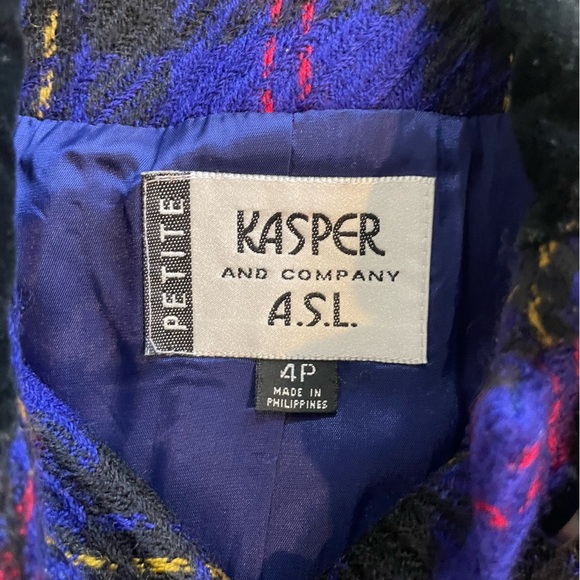 PETITE
KASPER
AND COMPANY
A.S.L.
4P
MADE IN
PHILIPPINES